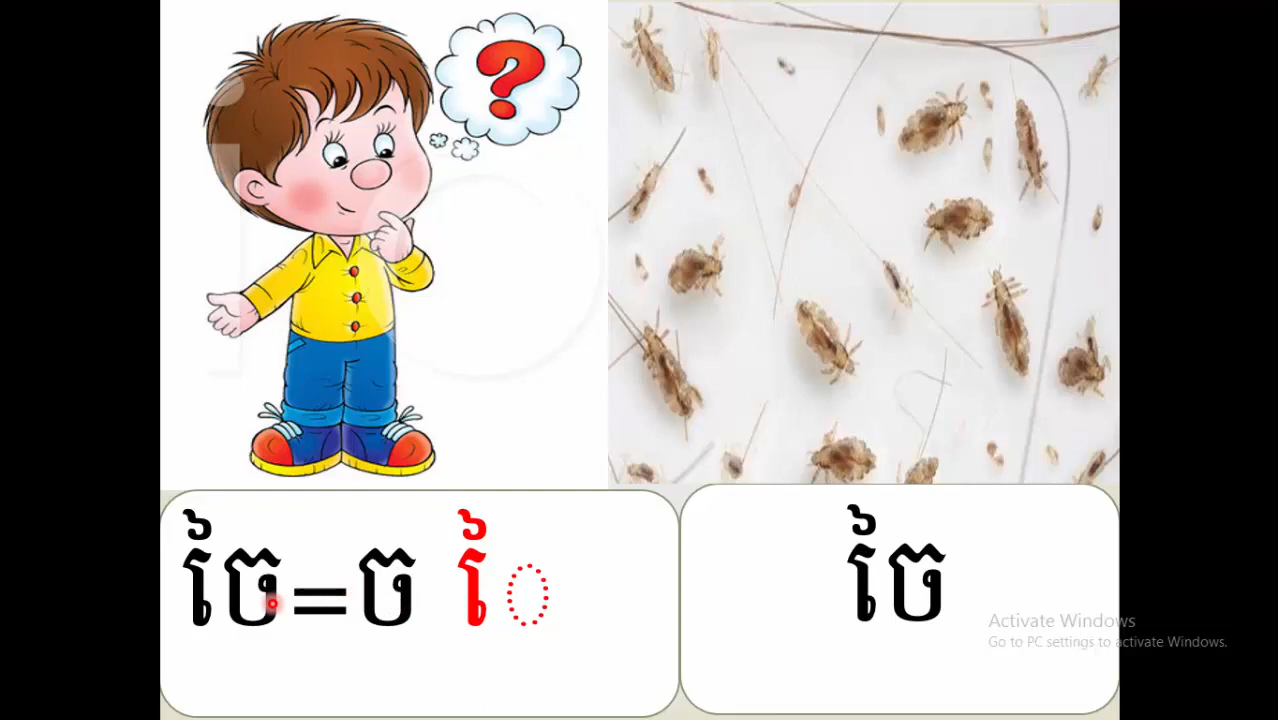 ?
ចៃ=ច ៃ
ចៃ
Activate Windows
Go to PC settings to activate Windows.